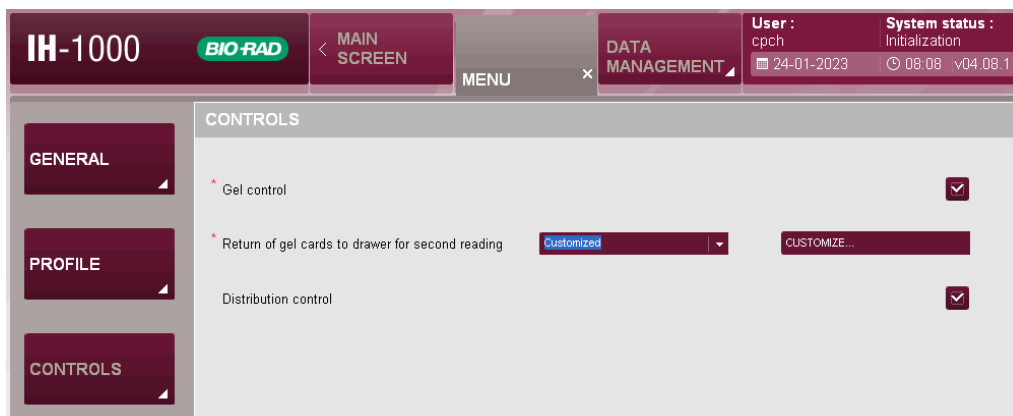 IH-1000
BIO-RAD
< MAIN
SCREEN
MENU
×
DATA
MANAGEMENT
User :
cpch
24-01-2023
System status :
Initialization
08:08 v04.08.1
GENERAL
PROFILE
CONTROLS
CONTROLS
* Gel control
* Return of gel cards to drawer for second reading Customized CUSTOMIZE...
Distribution control